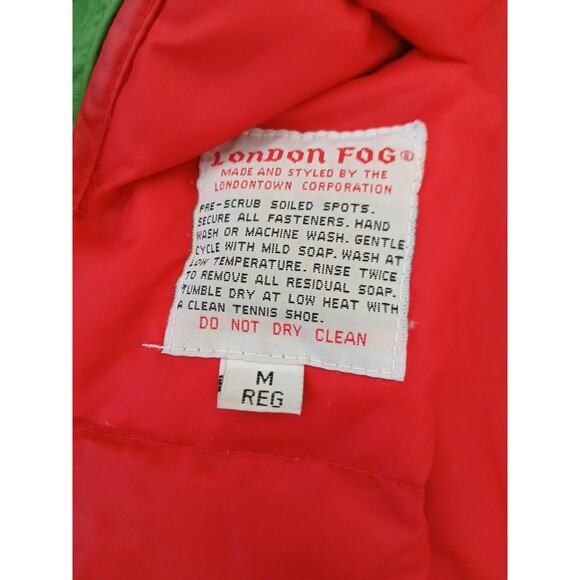 LONDON FOG®
MADE AND STYLED BY THE
LONDONTOWN CORPORATION
PRE-SCRUB SOILED SPOTS.
SECURE ALL FASTENERS. HAND
WASH OR MACHINE WASH. GENTLE
CYCLE WITH MILD SOAP. WASH AT
LOW TEMPERATURE. RINSE TWICE
TO REMOVE ALL RESIDUAL SOAP.
TUMBLE DRY AT LOW HEAT WITH
A CLEAN TENNIS SHOE.
DO NOT DRY CLEAN
M
REG